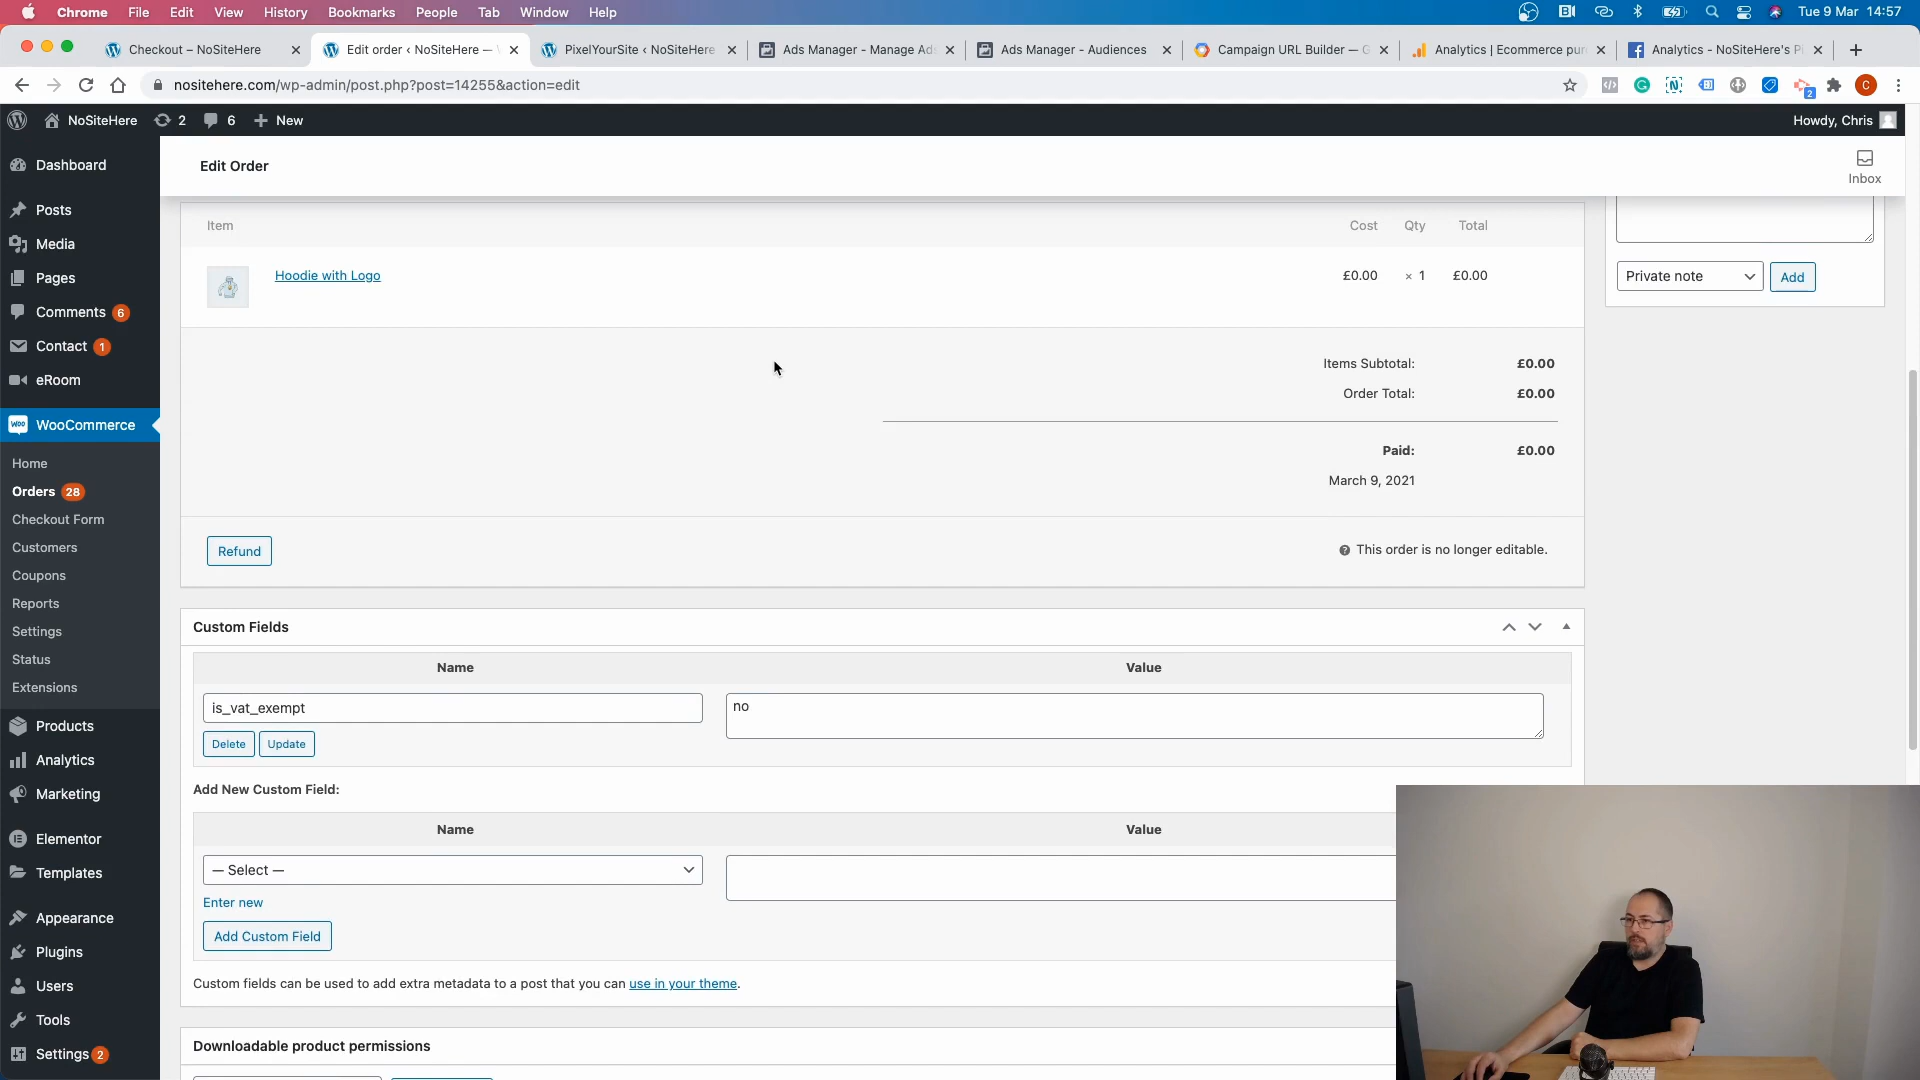 Chrome File Edit View History Bookmarks People Tab Window Help
Tue 9 Mar 14:57
Checkout – NoSiteHere
Edit order ‹ NoSiteHere —
PixelYourSite ‹ NoSiteHere
Ads Manager - Manage Ads
Ads Manager - Audiences
Campaign URL Builder — G
Analytics | Ecommerce pur
Analytics - NoSiteHere's Pi
nositehere.com/wp-admin/post.php?post=14255&action=edit
2
C
NoSiteHere 2 6 New
Howdy, Chris
Dashboard
Posts
Media
Pages
Comments 6
Contact 1
eRoom
WooCommerce
Home
Orders 28
Checkout Form
Customers
Coupons
Reports
Settings
Status
Extensions
Products
Analytics
Marketing
Elementor
Templates
Appearance
Plugins
Users
Tools
Settings 2
Edit Order
Inbox
Item Cost Qty Total
Hoodie with Logo £0.00 × 1 £0.00
Items Subtotal: £0.00
Order Total: £0.00
Paid: £0.00
March 9, 2021
Refund
This order is no longer editable.
Private note
Add
Custom Fields
Name Value
is_vat_exempt
no
Delete Update
Add New Custom Field:
Name Value
— Select —
Enter new
Add Custom Field
Custom fields can be used to add extra metadata to a post that you can use in your theme.
Downloadable product permissions